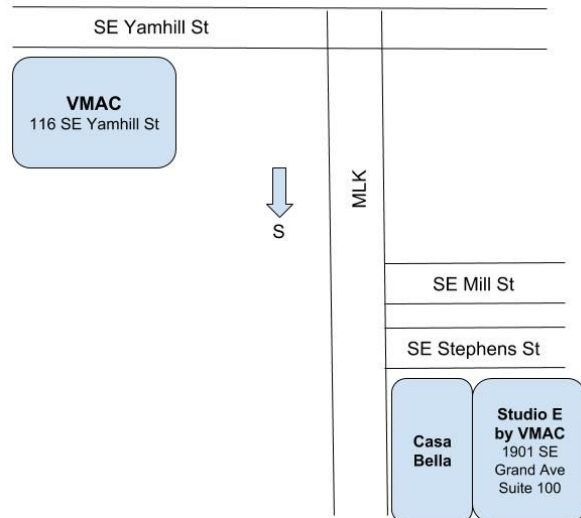 SE Yamhill St
VMAC
116 SE Yamhill St
MLK
S
SE Mill St
SE Stephens St
Casa
Bella
Studio E
by VMAC
1901 SE
Grand Ave
Suite 100